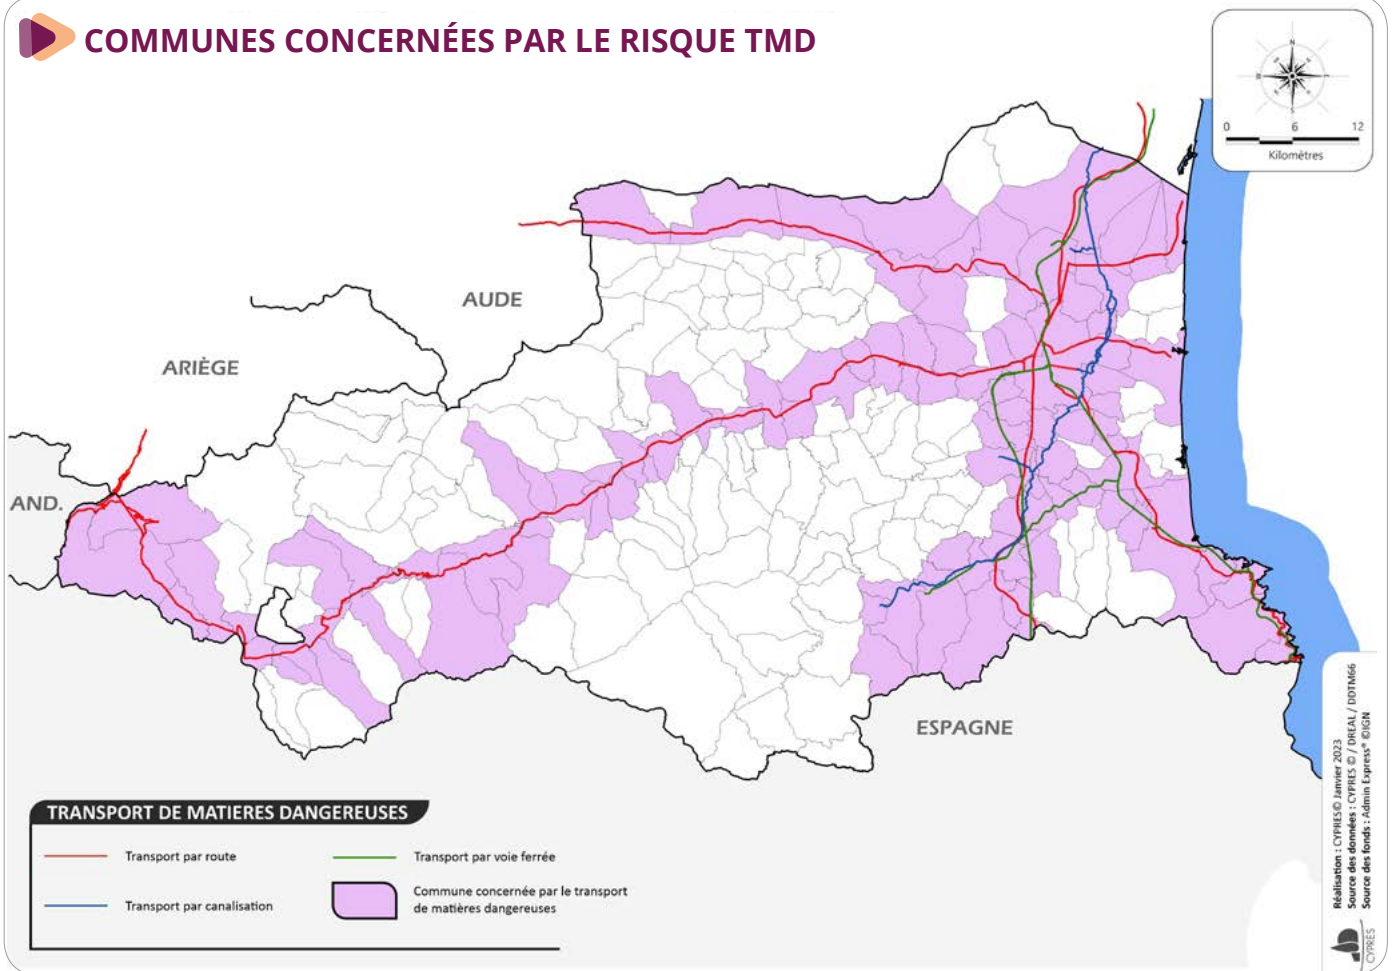 COMMUNES CONCERNÉES PAR LE RISQUE TMD
N
0 6 12
Kilomètres
AUDE
ARIÈGE
AND.
ESPAGNE
TRANSPORT DE MATIERES DANGEREUSES
Transport par route
Transport par voie ferrée
Transport par canalisation
Commune concernée par le transport
de matières dangereuses
Réalisation : CYPRES© Janvier 2023
Source des données : CYPRES © / DREAL / DDTM66
Source des fonds : Admin Express® ©IGN
CYPRÈS